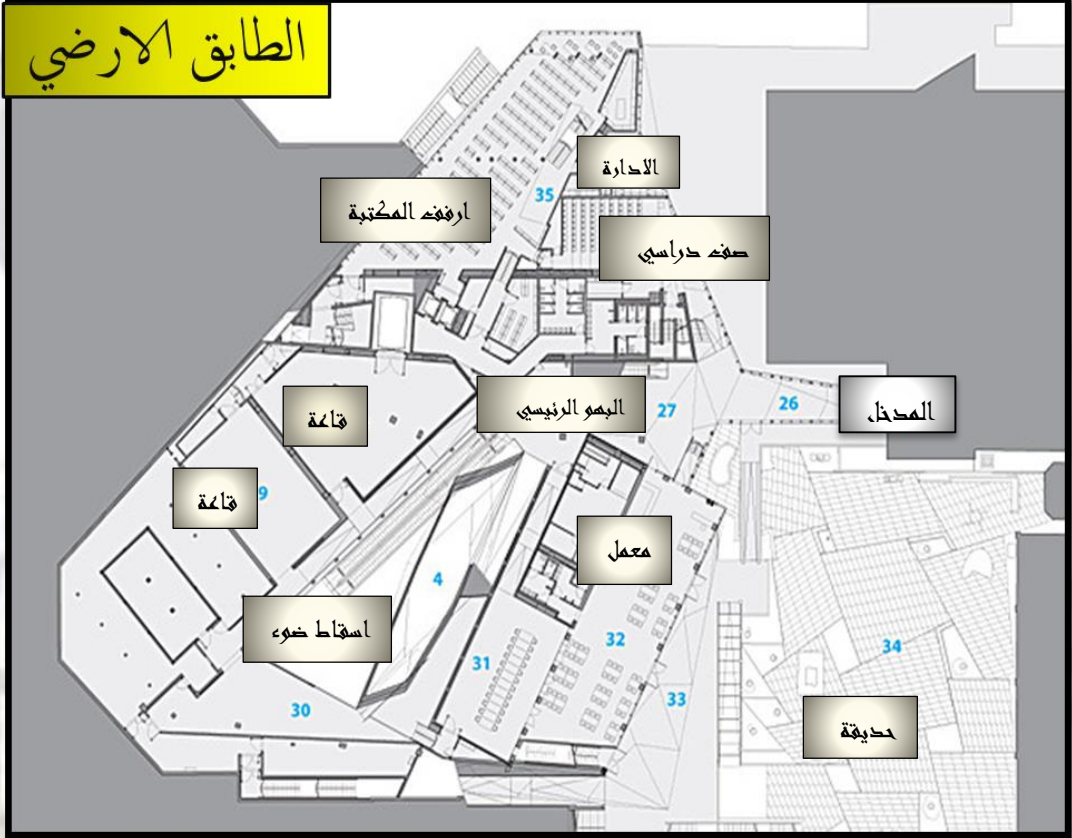 الطابق الارضي
الادارة
35
ارفف المكتبة
صف دراسي
البهو الرئيسي
27
26
المدخل
قاعة
قاعة
9
معمل
4
اسقاط ضوء
31
32
34
33
30
حديقة